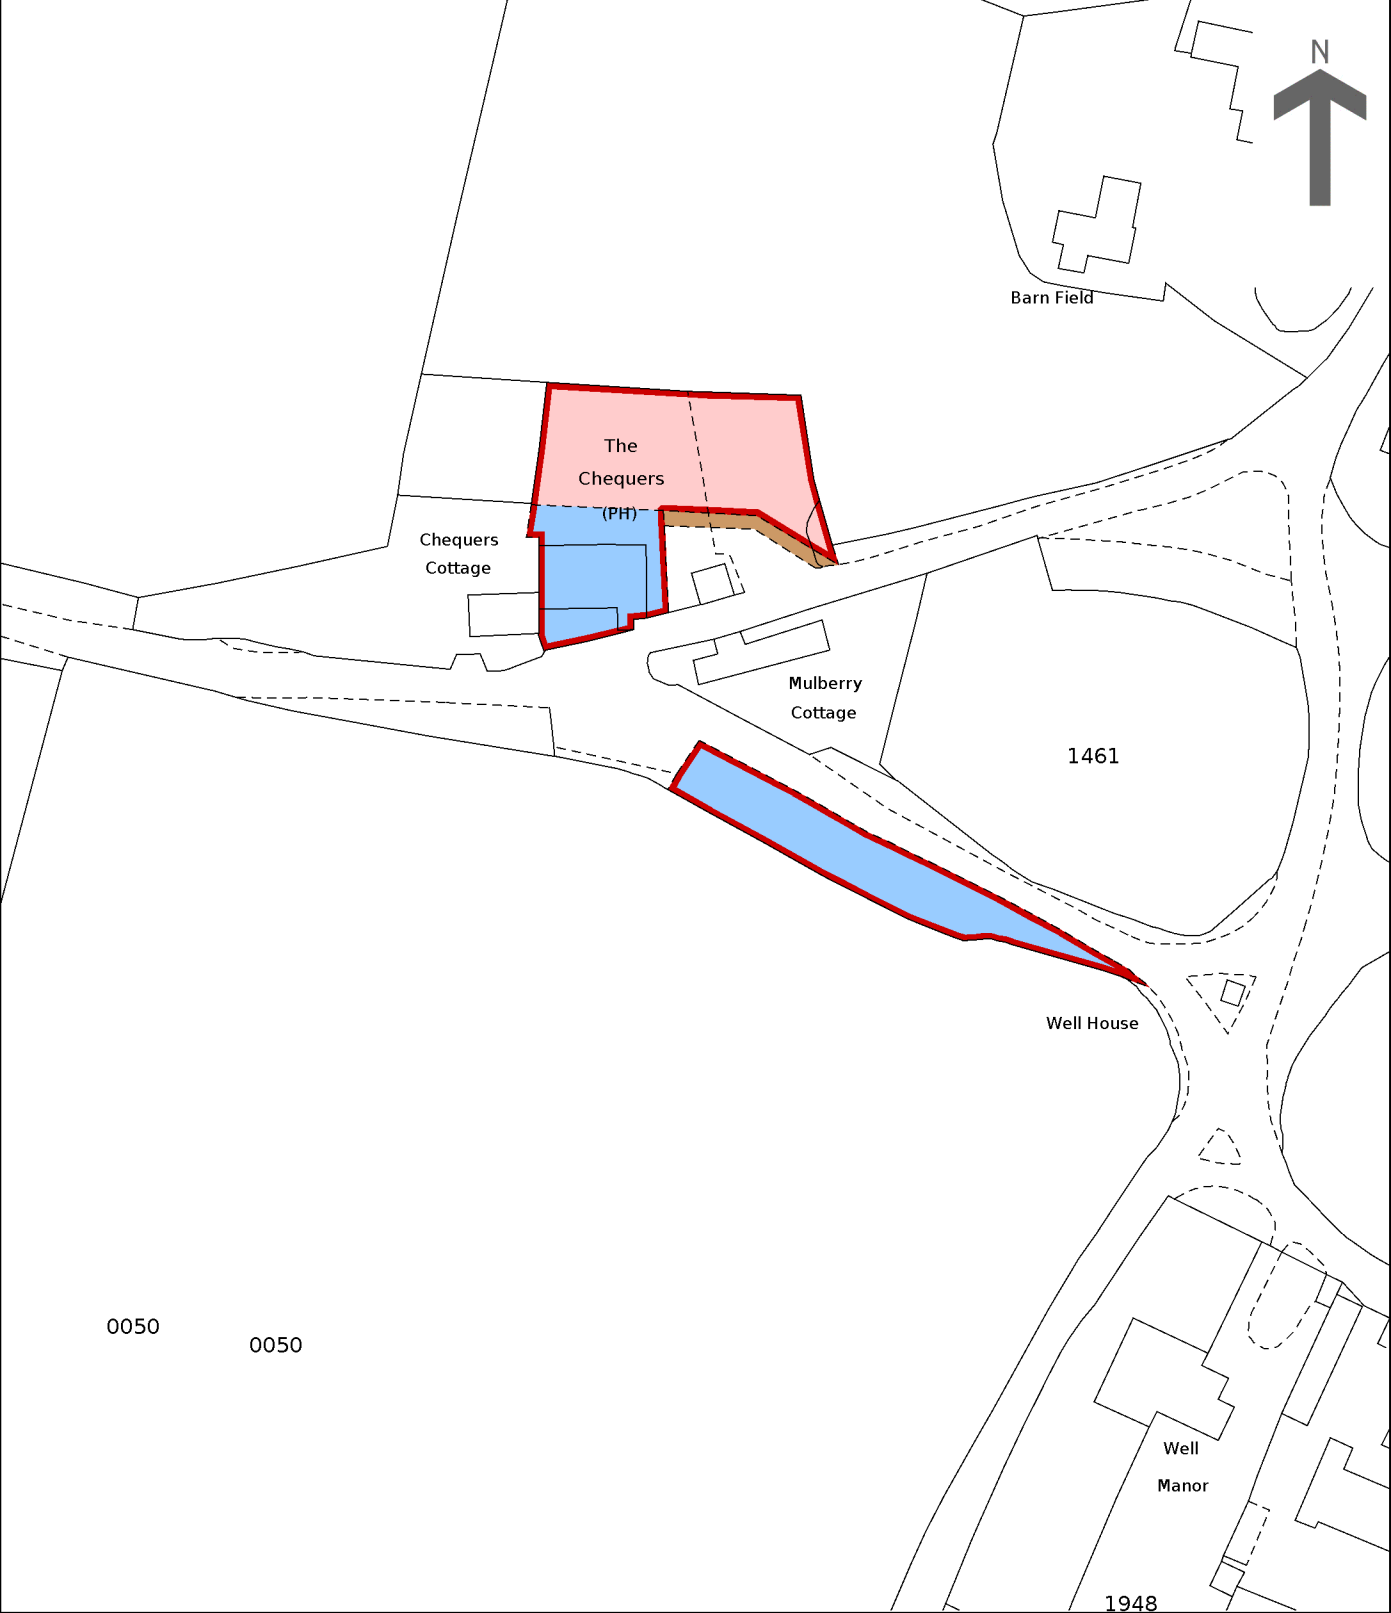 N
Barn Field
The
Chequers
(PH)
Chequers
Cottage
Mulberry
Cottage
1461
Well House
0050
0050
Well
Manor
1948